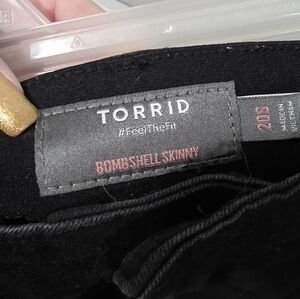 TORRID
#FeelTheFit
BOMBSHELL SKINNY
20S
MADE IN
VIETNAM